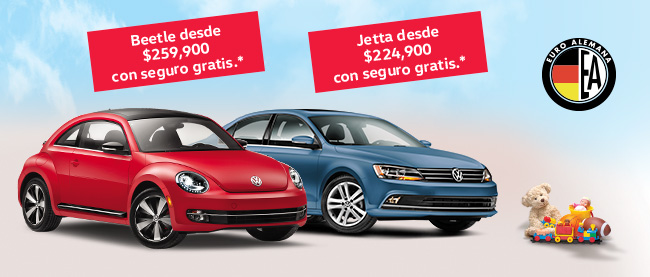 Beetle desde
$259,900
con seguro gratis.*
Jetta desde
$224,900
con seguro gratis.*
EURO ALEMANA
EA